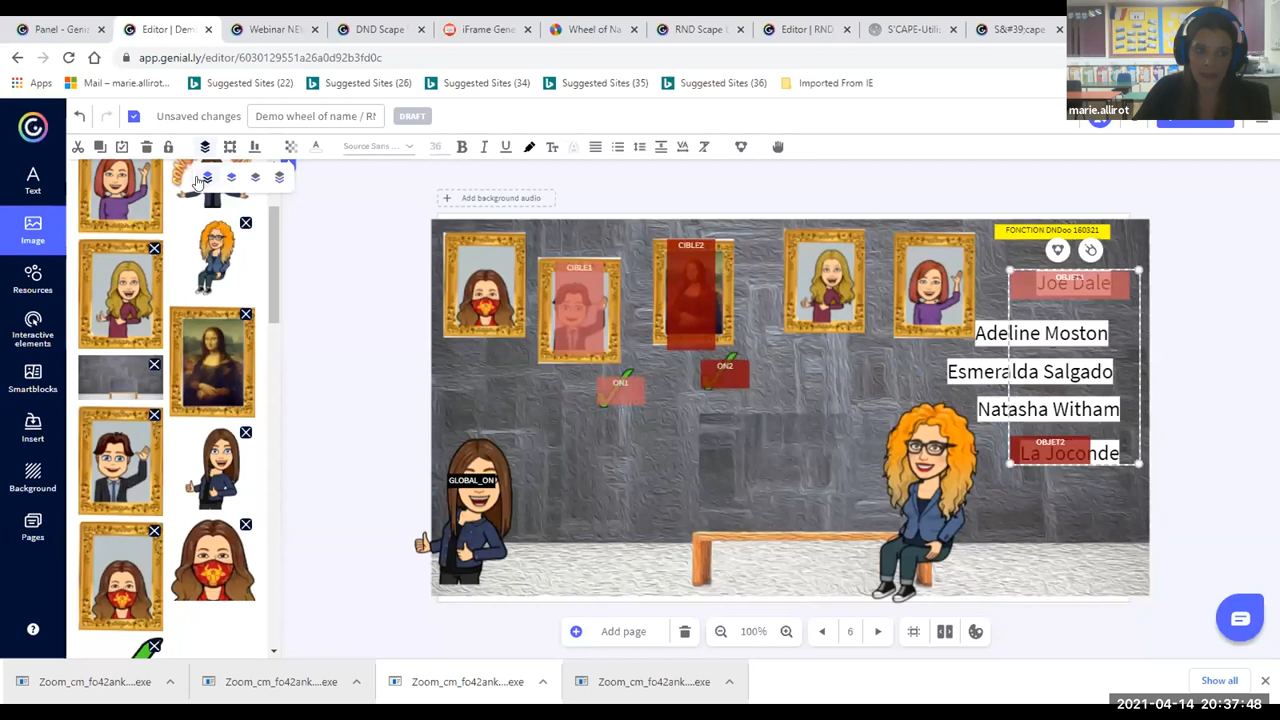 Panel - Geni
Editor | Dem
Webinar NEW
DND Scape
iFrame Gene
Wheel of Na
RND Scape
Editor | RND
S'CAPE-Utili
S&#39;cape
app.genial.ly/editor/6030129551a26a0d92b3fd0c
Apps
Mail – marie.allirot...
Suggested Sites (22)
Suggested Sites (26)
Suggested Sites (34)
Suggested Sites (35)
Suggested Sites (36)
Imported From IE
marie.allirot
Unsaved changes
Demo wheel of name / RN
DRAFT
Source Sans ...
36
Text
Image
Resources
Interactive
elements
Smartblocks
Insert
Background
Pages
Add background audio
FONCTION DNDoo 160321
CIBLE1
CIBLE2
ON1
ON2
GLOBAL_ON
OBJET1
Joe Dale
Adeline Moston
Esmeralda Salgado
Natasha Witham
OBJET2
La Joconde
Add page
100%
6
Zoom_cm_fo42ank....exe
Zoom_cm_fo42ank....exe
Zoom_cm_fo42ank....exe
Zoom_cm_fo42ank....exe
Show all
2021-04-14 20:37:48